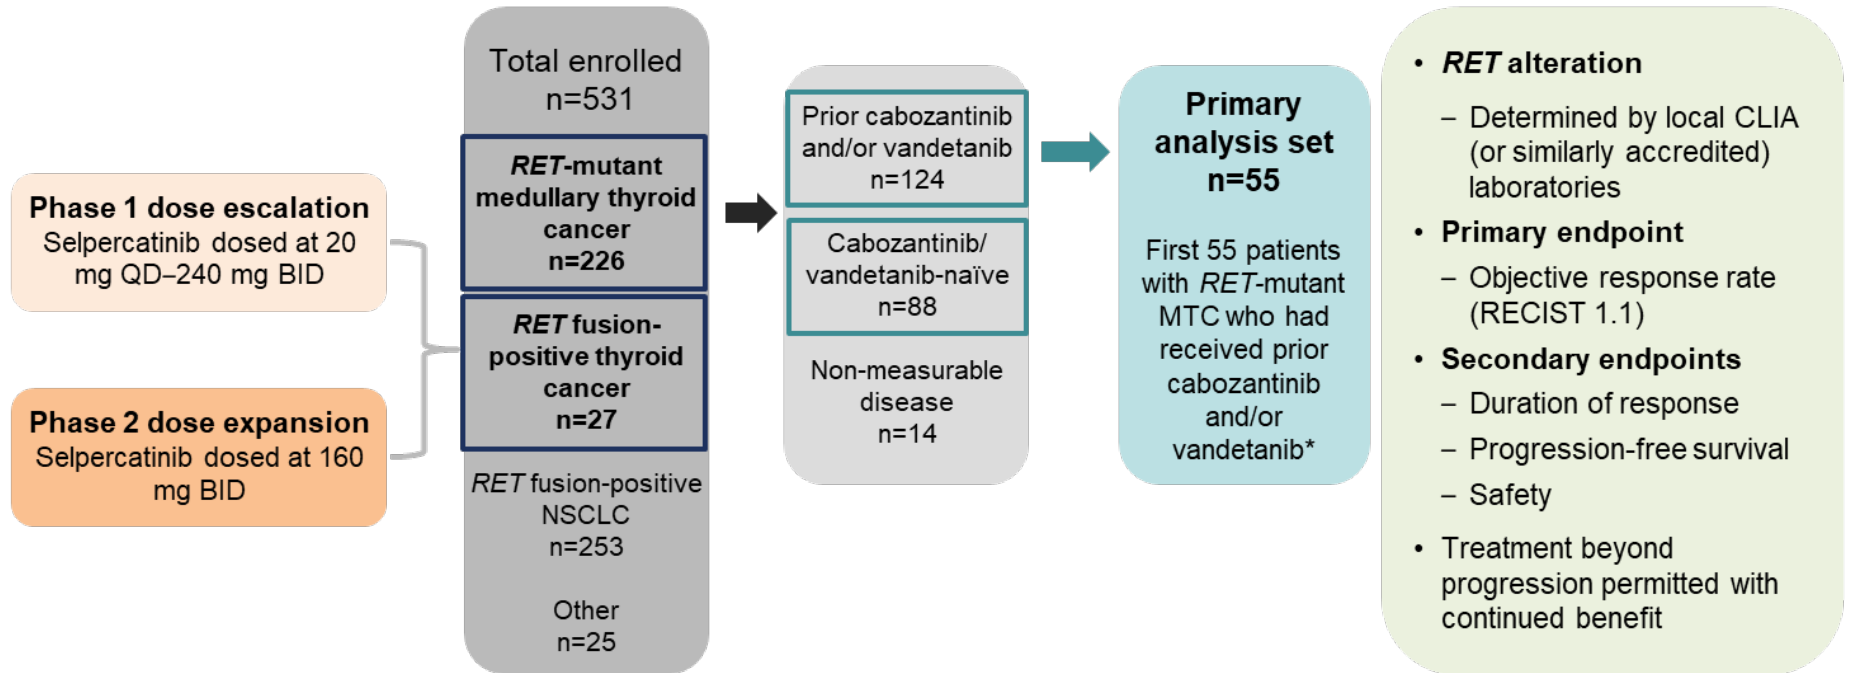 Phase 1 dose escalation
Selpercatinib dosed at 20
mg QD–240 mg BID
Phase 2 dose expansion
Selpercatinib dosed at 160
mg BID
Total enrolled
n=531
RET-mutant
medullary thyroid
cancer
n=226
RET fusion-
positive thyroid
cancer
n=27
RET fusion-positive
NSCLC
n=253
Other
n=25
Prior cabozantinib
and/or vandetanib
n=124
Cabozantinib/
vandetanib-naïve
n=88
Non-measurable
disease
n=14
Primary
analysis set
n=55
First 55 patients
with RET-mutant
MTC who had
received prior
cabozantinib
and/or
vandetanib*
• RET alteration
– Determined by local CLIA
(or similarly accredited)
laboratories
• Primary endpoint
– Objective response rate
(RECIST 1.1)
• Secondary endpoints
– Duration of response
– Progression-free survival
– Safety
• Treatment beyond
progression permitted with
continued benefit